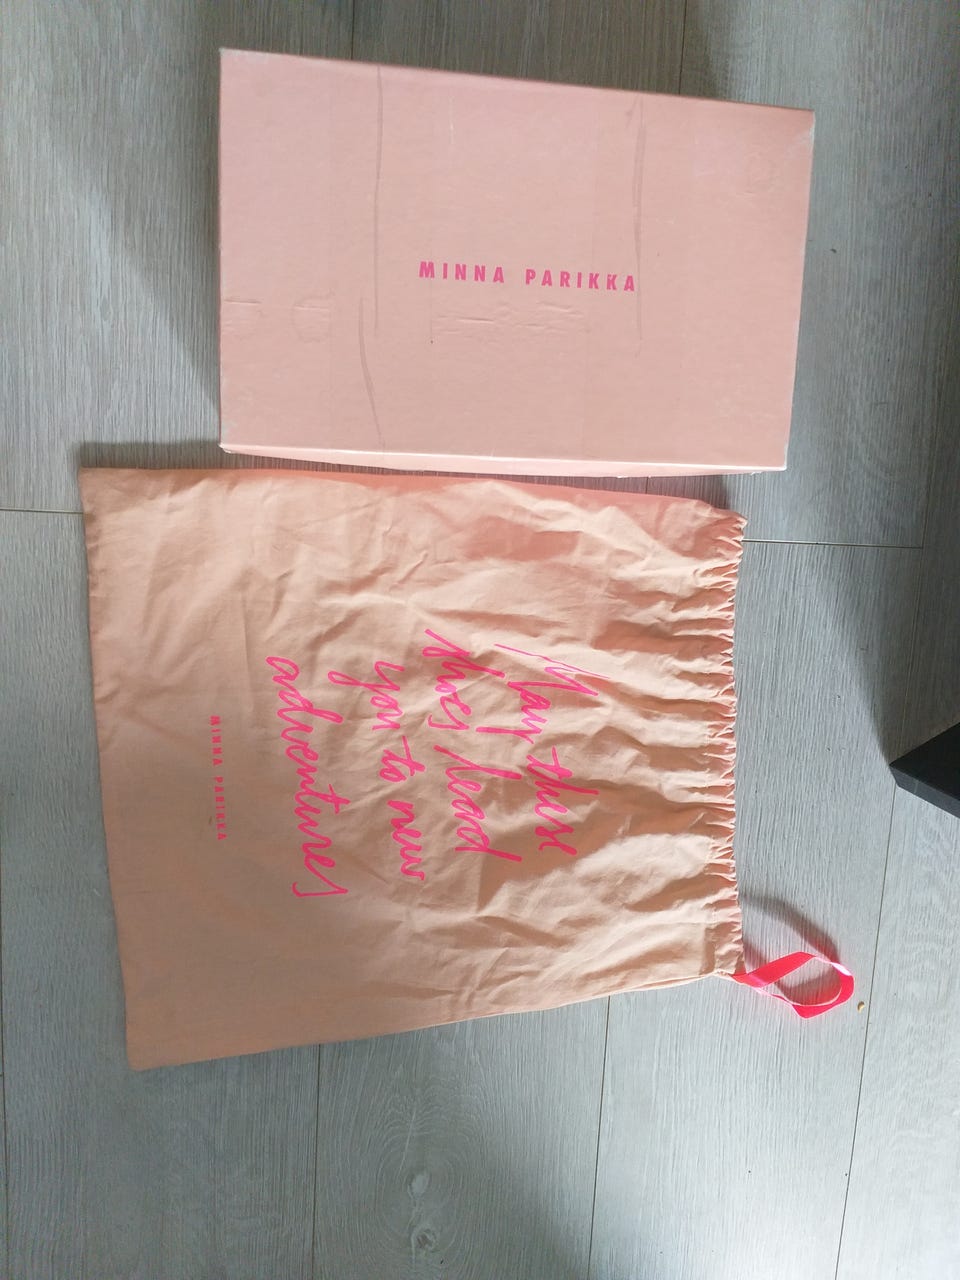 MINNA PARIKKA
May these
shoes lead
you to new
adventures
MINNA PARIKKA